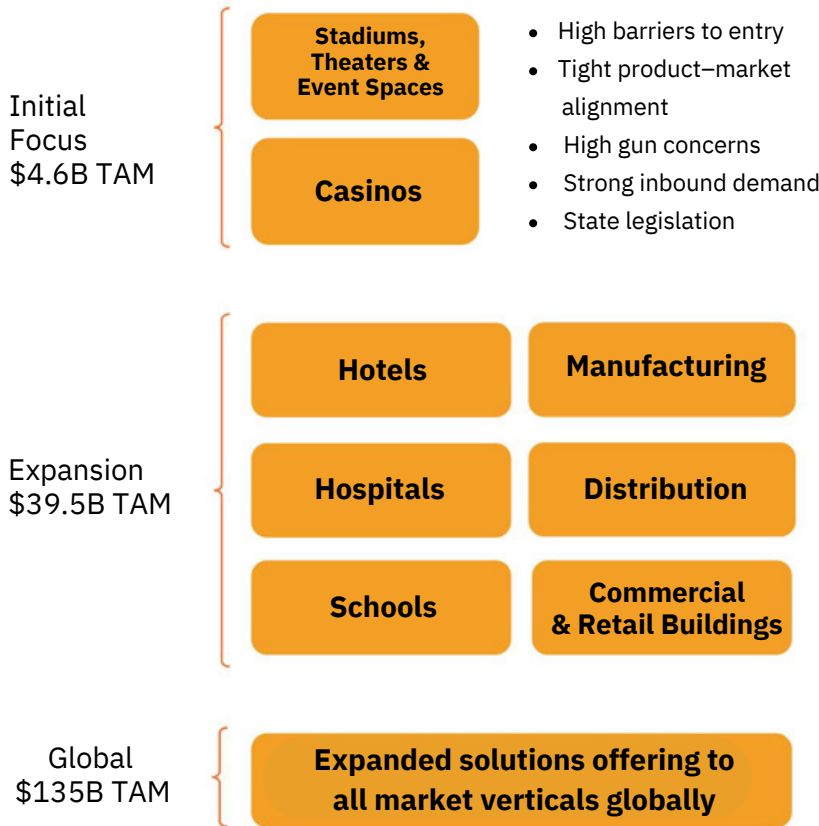 Initial
Focus
$4.6B TAM
Stadiums,
Theaters &
Event Spaces
Casinos
• High barriers to entry
• Tight product–market
alignment
• High gun concerns
• Strong inbound demand
• State legislation
Expansion
$39.5B TAM
Hotels
Manufacturing
Hospitals
Distribution
Schools
Commercial
& Retail Buildings
Global
$135B TAM
Expanded solutions offering to
all market verticals globally